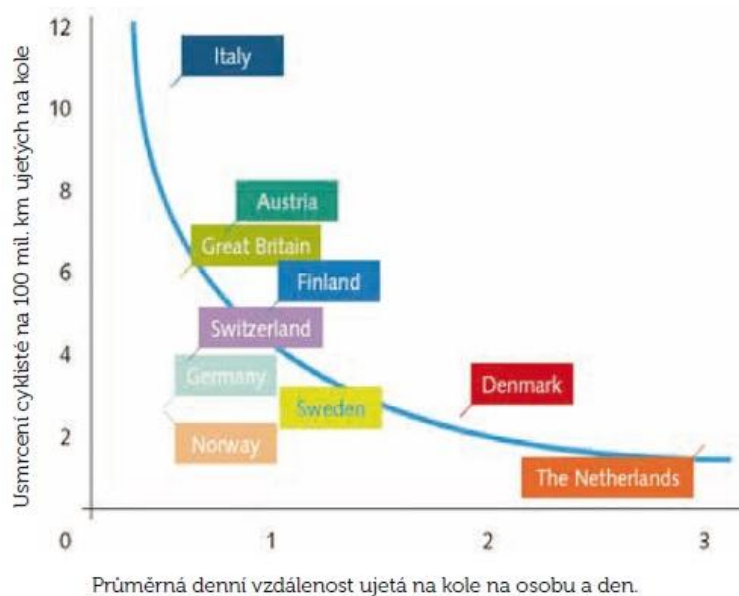 12
10
8
6
4
2
0
Usmrcení cyklisté na 100 mil. km ujetých na kole
Italy
Austria
Great Britain
Finland
Switzerland
Germany
Denmark
Sweden
Norway
The Netherlands
1
2
3
Průměrná denní vzdálenost ujetá na kole na osobu a den.